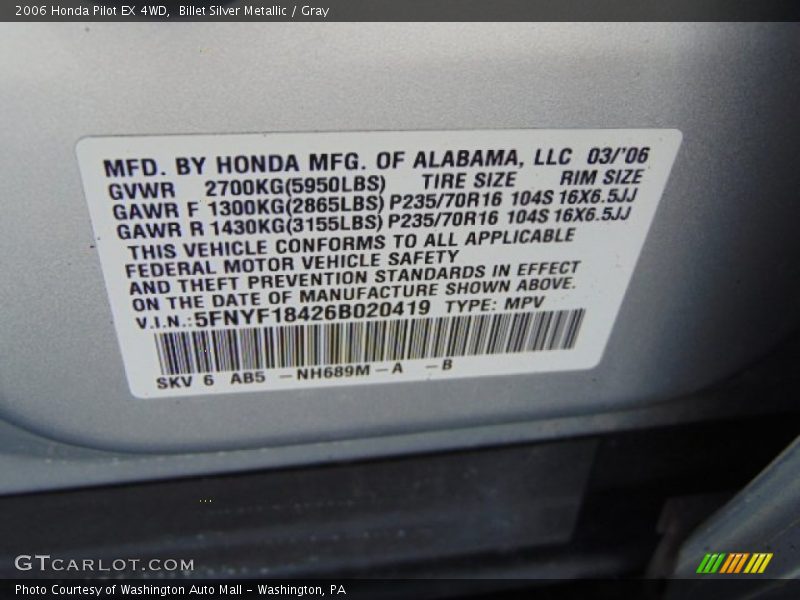 2006 Honda Pilot EX 4WD,  Billet Silver Metallic / Gray
MFD. BY HONDA MFG. OF ALABAMA, LLC 03/'06
GVWR 2700KG(5950LBS) TIRE SIZE RIM SIZE
GAWR F 1300KG(2865LBS) P235/70R16 104S 16X6.5JJ
GAWR R 1430KG(3155LBS) P235/70R16 104S 16X6.5JJ
THIS VEHICLE CONFORMS TO ALL APPLICABLE
FEDERAL MOTOR VEHICLE SAFETY
AND THEFT PREVENTION STANDARDS IN EFFECT
ON THE DATE OF MANUFACTURE SHOWN ABOVE.
V.I.N.:5FNYF18426B020419 TYPE: MPV
SKV 6 AB5 -NH689M-A -B
GTCARLOT.COM
Photo Courtesy of Washington Auto Mall - Washington, PA